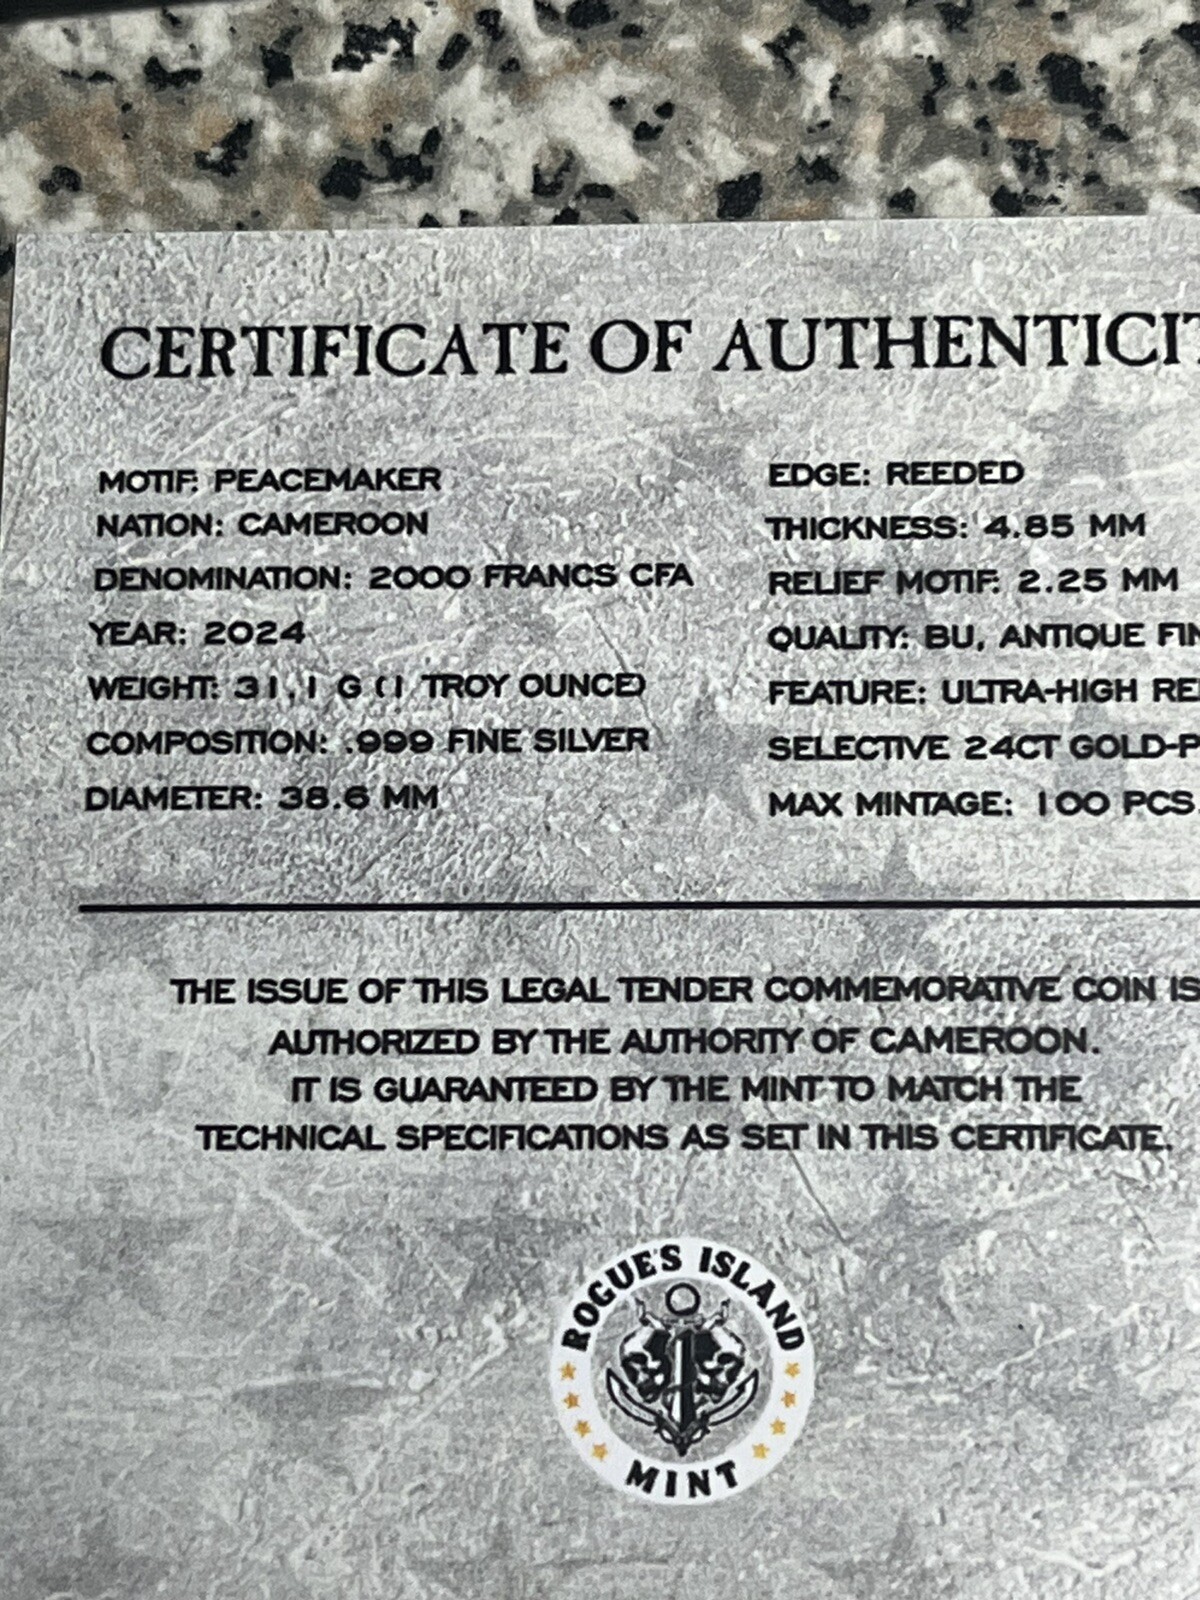 CERTIFICATE OF AUTHENTICIT
MOTIF: PEACEMAKER
NATION: CAMEROON
DENOMINATION: 2000 FRANCS CFA
YEAR: 2024
WEIGHT: 31.1 G (1 TROY OUNCE)
COMPOSITION: .999 FINE SILVER
DIAMETER: 38.6 MM
EDGE: REEDED
THICKNESS: 4.85 MM
RELIEF MOTIF: 2.25 MM
QUALITY: BU, ANTIQUE FIN
FEATURE: ULTRA-HIGH RE
SELECTIVE 24CT GOLD-P
MAX MINTAGE: 100 PCS
THE ISSUE OF THIS LEGAL TENDER COMMEMORATIVE COIN IS
AUTHORIZED BY THE AUTHORITY OF CAMEROON.
IT IS GUARANTEED BY THE MINT TO MATCH THE
TECHNICAL SPECIFICATIONS AS SET IN THIS CERTIFICATE.
ROGUE'S ISLAND
MINT